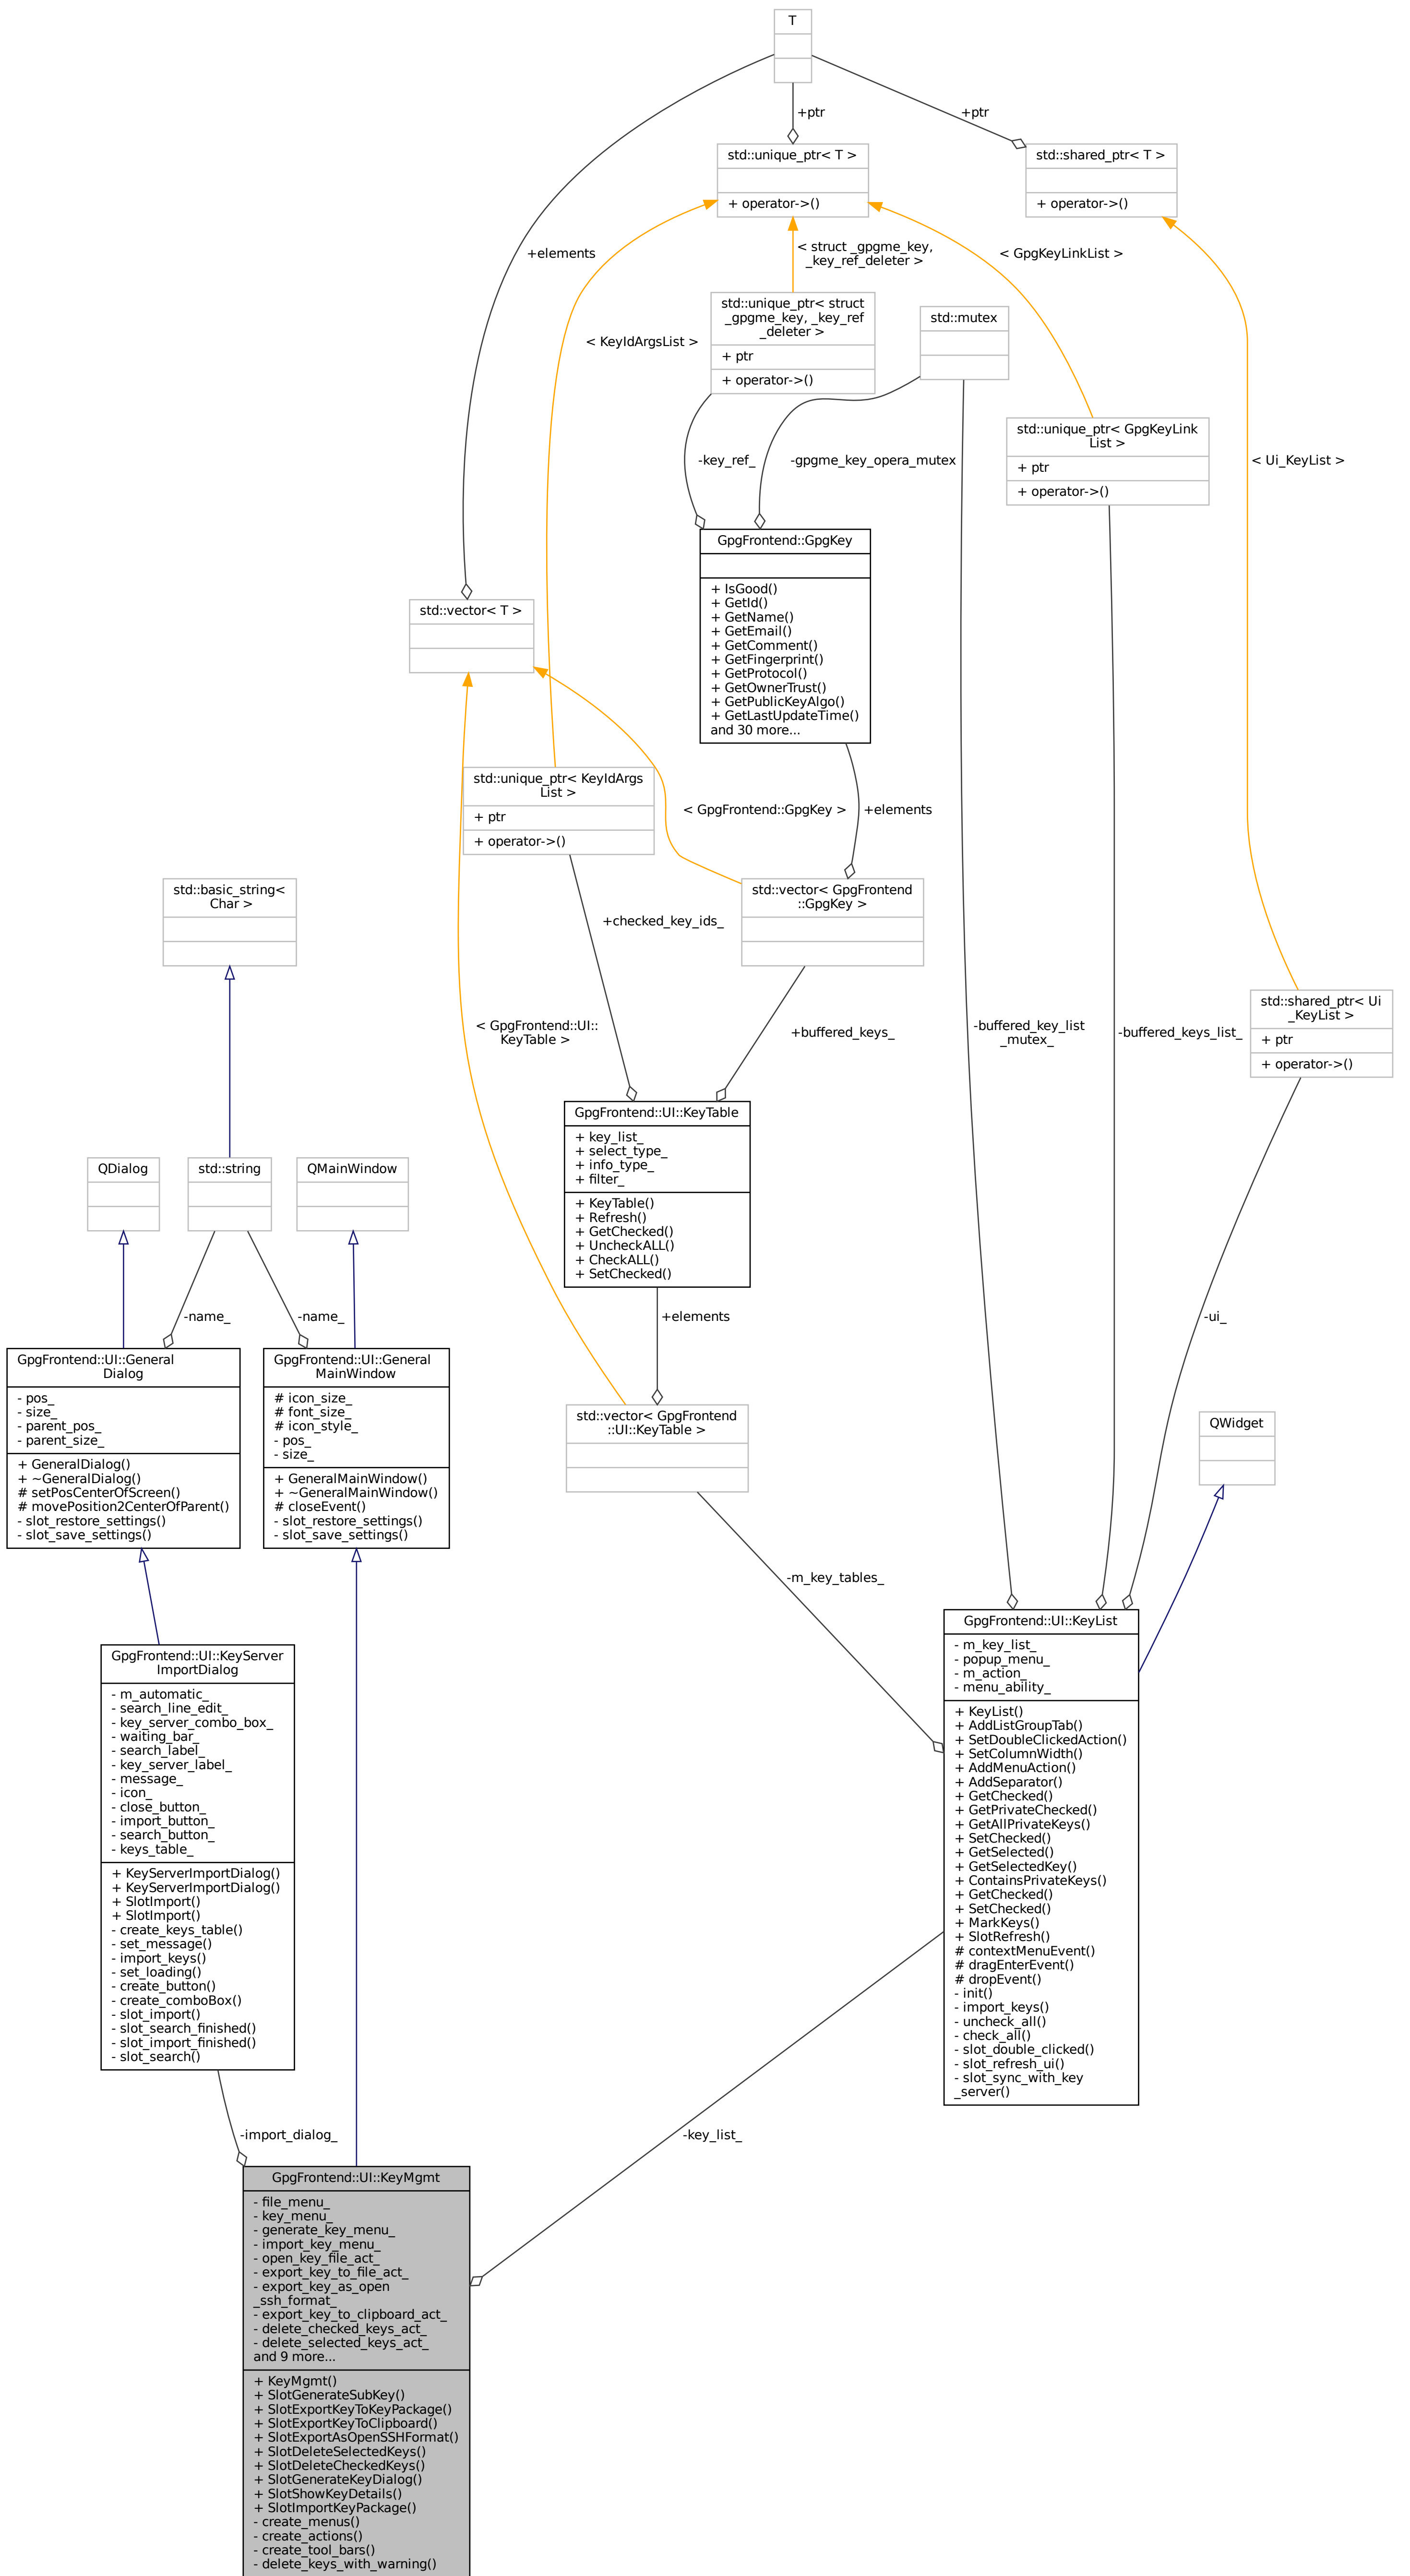 T
+ptr
+ptr
std::unique_ptr< T >
+ operator->()
std::shared_ptr< T >
+ operator->()
+elements
< struct _gpgme_key,
_key_ref_deleter >
< GpgKeyLinkList >
std::unique_ptr< struct
_gpgme_key, _key_ref
_deleter >
+ ptr
+ operator->()
std::mutex
< KeyIdArgsList >
std::unique_ptr< GpgKeyLink
List >
+ ptr
+ operator->()
-key_ref_
-gpgme_key_opera_mutex
< Ui_KeyList >
GpgFrontend::GpgKey
+ IsGood()
+ GetId()
+ GetName()
+ GetEmail()
+ GetComment()
+ GetFingerprint()
+ GetProtocol()
+ GetOwnerTrust()
+ GetPublicKeyAlgo()
+ GetLastUpdateTime()
and 30 more...
std::vector< T >
std::unique_ptr< KeyIdArgs
List >
+ ptr
+ operator->()
< GpgFrontend::GpgKey >
+elements
std::basic_string<
Char >
std::vector< GpgFrontend
::GpgKey >
+checked_key_ids_
< GpgFrontend::UI::
KeyTable >
+buffered_keys_
-buffered_key_list
_mutex_
-buffered_keys_list_
std::shared_ptr< Ui
_KeyList >
+ ptr
+ operator->()
GpgFrontend::UI::KeyTable
+ key_list_
+ select_type_
+ info_type_
+ filter_
+ KeyTable()
+ Refresh()
+ GetChecked()
+ UncheckALL()
+ CheckALL()
+ SetChecked()
QDialog
std::string
QMainWindow
-name_
-name_
+elements
-ui_
GpgFrontend::UI::General
Dialog
- pos_
- size_
- parent_pos_
- parent_size_
+ GeneralDialog()
+ ~GeneralDialog()
# setPosCenterOfScreen()
# movePosition2CenterOfParent()
- slot_restore_settings()
- slot_save_settings()
GpgFrontend::UI::General
MainWindow
# icon_size_
# font_size_
# icon_style_
- pos_
- size_
+ GeneralMainWindow()
+ ~GeneralMainWindow()
# closeEvent()
- slot_restore_settings()
- slot_save_settings()
std::vector< GpgFrontend
::UI::KeyTable >
QWidget
-m_key_tables_
GpgFrontend::UI::KeyList
- m_key_list_
- popup_menu_
- m_action_
- menu_ability_
+ KeyList()
+ AddListGroupTab()
+ SetDoubleClickedAction()
+ SetColumnWidth()
+ AddMenuAction()
+ AddSeparator()
+ GetChecked()
+ GetPrivateChecked()
+ GetAllPrivateKeys()
+ SetChecked()
+ GetSelected()
+ GetSelectedKey()
+ ContainsPrivateKeys()
+ GetChecked()
+ SetChecked()
+ MarkKeys()
+ SlotRefresh()
# contextMenuEvent()
# dragEnterEvent()
# dropEvent()
- init()
- import_keys()
- uncheck_all()
- check_all()
- slot_double_clicked()
- slot_refresh_ui()
- slot_sync_with_key
_server()
GpgFrontend::UI::KeyServer
ImportDialog
- m_automatic_
- search_line_edit_
- key_server_combo_box_
- waiting_bar_
- search_label_
- key_server_label_
- message_
- icon_
- close_button_
- import_button_
- search_button_
- keys_table_
+ KeyServerImportDialog()
+ KeyServerImportDialog()
+ SlotImport()
+ SlotImport()
- create_keys_table()
- set_message()
- import_keys()
- set_loading()
- create_button()
- create_comboBox()
- slot_import()
- slot_search_finished()
- slot_import_finished()
- slot_search()
-import_dialog_
-key_list_
GpgFrontend::UI::KeyMgmt
- file_menu_
- key_menu_
- generate_key_menu_
- import_key_menu_
- open_key_file_act_
- export_key_to_file_act_
- export_key_as_open
_ssh_format_
- export_key_to_clipboard_act_
- delete_checked_keys_act_
- delete_selected_keys_act_
and 9 more...
+ KeyMgmt()
+ SlotGenerateSubKey()
+ SlotExportKeyToKeyPackage()
+ SlotExportKeyToClipboard()
+ SlotExportAsOpenSSHFormat()
+ SlotDeleteSelectedKeys()
+ SlotDeleteCheckedKeys()
+ SlotGenerateKeyDialog()
+ SlotShowKeyDetails()
+ SlotImportKeyPackage()
- create_menus()
- create_actions()
- create_tool_bars()
- delete_keys_with_warning()